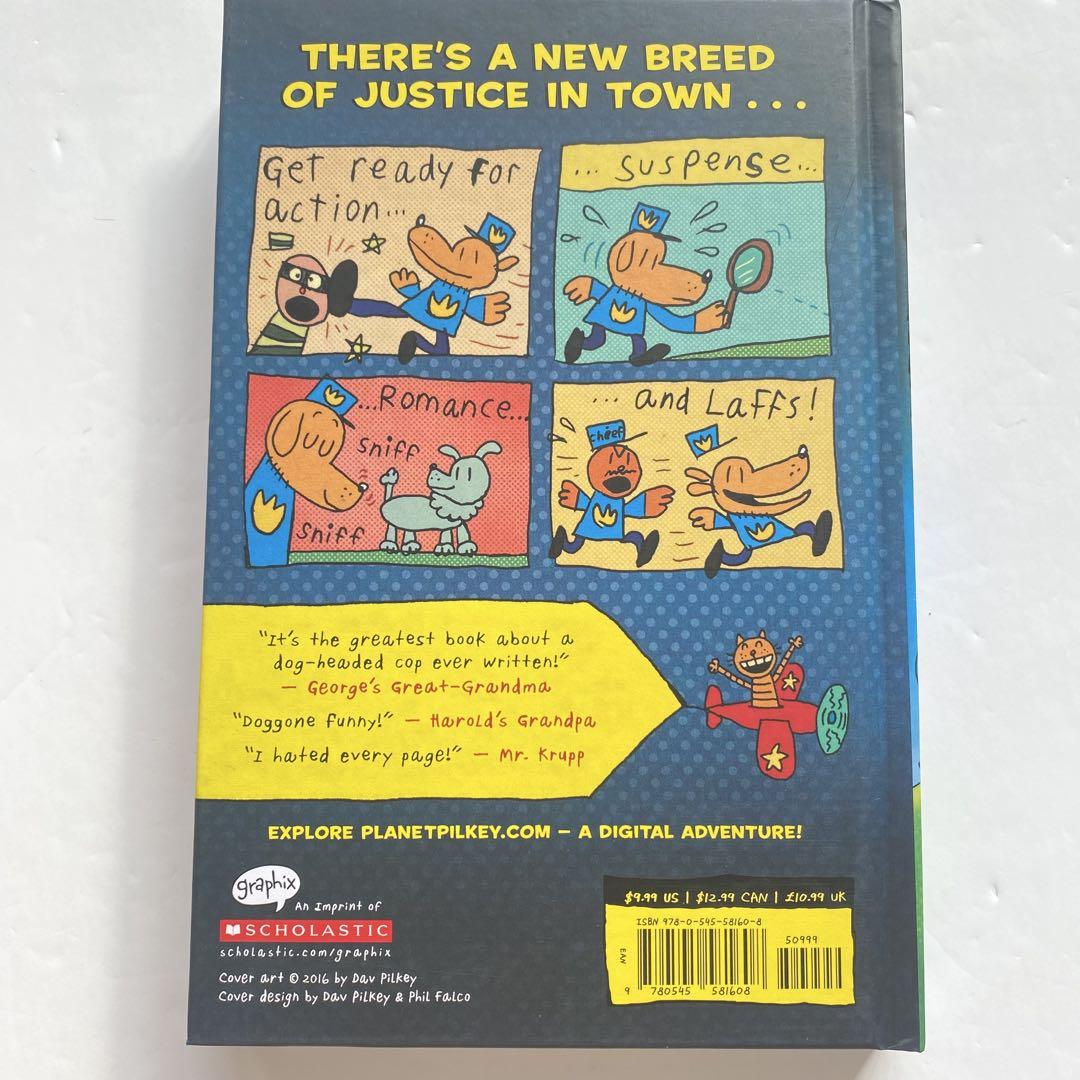 THERE'S A NEW BREED
OF JUSTICE IN TOWN . . .
Get ready for
action...
... suspense...
...Romance...
sniff
sniff
... and Laffs!
chief
"It's the greatest book about a
dog-headed cop ever written!"
— George's Great-Grandma
"Doggone funny!" — Harold's Grandpa
"I hated every page!" — Mr. Krupp
EXPLORE PLANETPILKEY.COM — A DIGITAL ADVENTURE!
graphix
An Imprint of
SCHOLASTIC
scholastic.com/graphix
Cover art © 2016 by Dav Pilkey
Cover design by Dav Pilkey & Phil Falco
$9.99 US | $12.99 CAN | £10.99 UK
ISBN 978-0-545-58160-8
50999
EAN
9 780545 581608